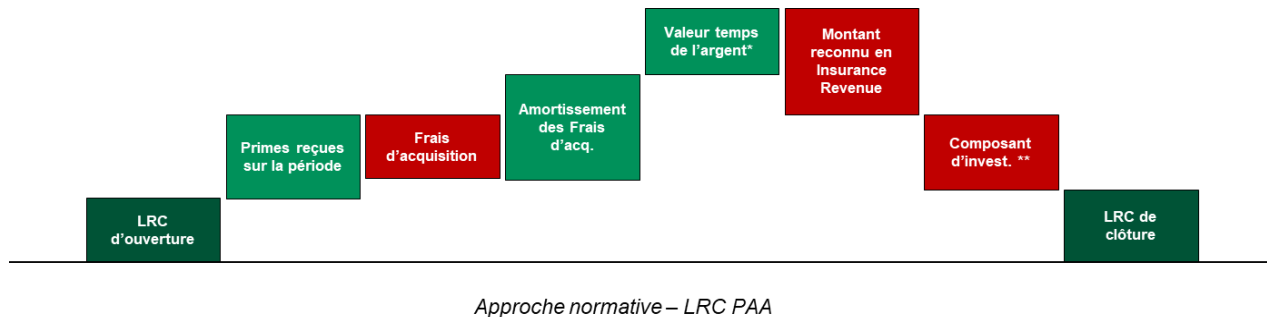 LRC
d’ouverture
Primes reçues
sur la période
Frais
d’acquisition
Amortissement
des Frais
d’acq.
Valeur temps
de l’argent*
Montant
reconnu en
Insurance
Revenue
Composant
d’invest. **
LRC de
clôture
Approche normative – LRC PAA